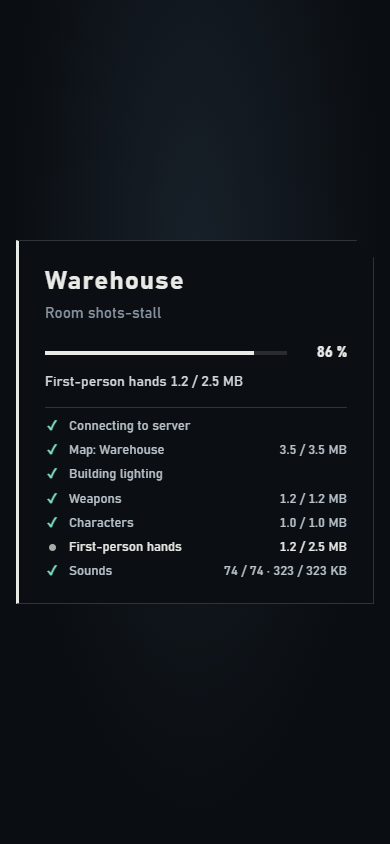 Warehouse
Room shots-stall
86 %
First-person hands 1.2 / 2.5 MB
Connecting to server
Map: Warehouse 3.5 / 3.5 MB
Building lighting
Weapons 1.2 / 1.2 MB
Characters 1.0 / 1.0 MB
First-person hands 1.2 / 2.5 MB
Sounds 74 / 74 · 323 / 323 KB